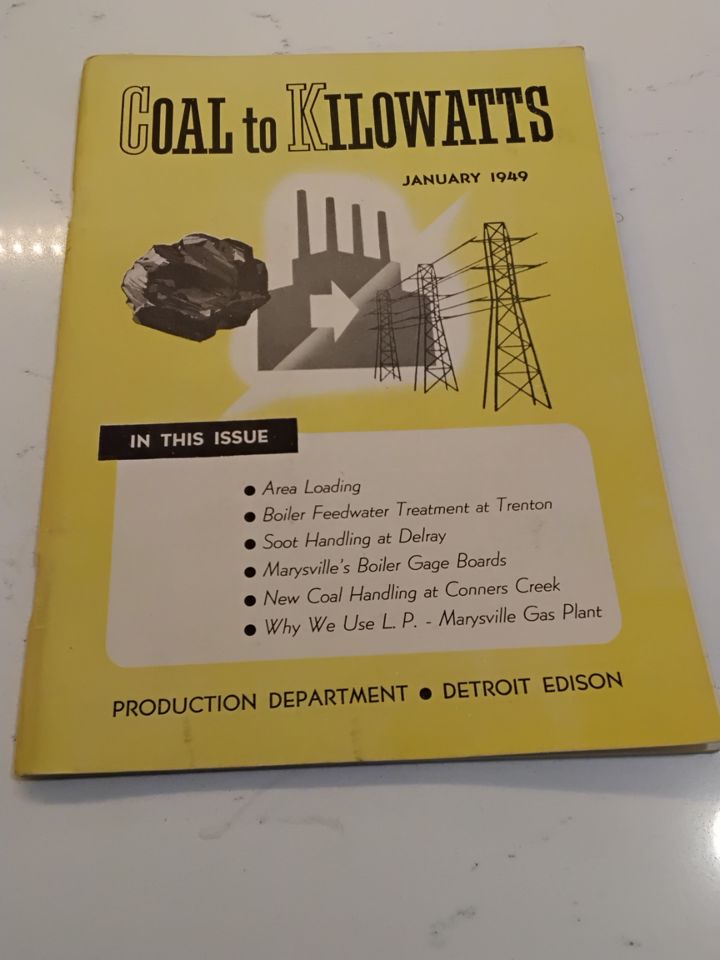 COAL to KILOWATTS
JANUARY 1949
IN THIS ISSUE
● Area Loading
● Boiler Feedwater Treatment at Trenton
● Soot Handling at Delray
● Marysville's Boiler Gage Boards
● New Coal Handling at Conners Creek
● Why We Use L. P. - Marysville Gas Plant
PRODUCTION DEPARTMENT ● DETROIT EDISON